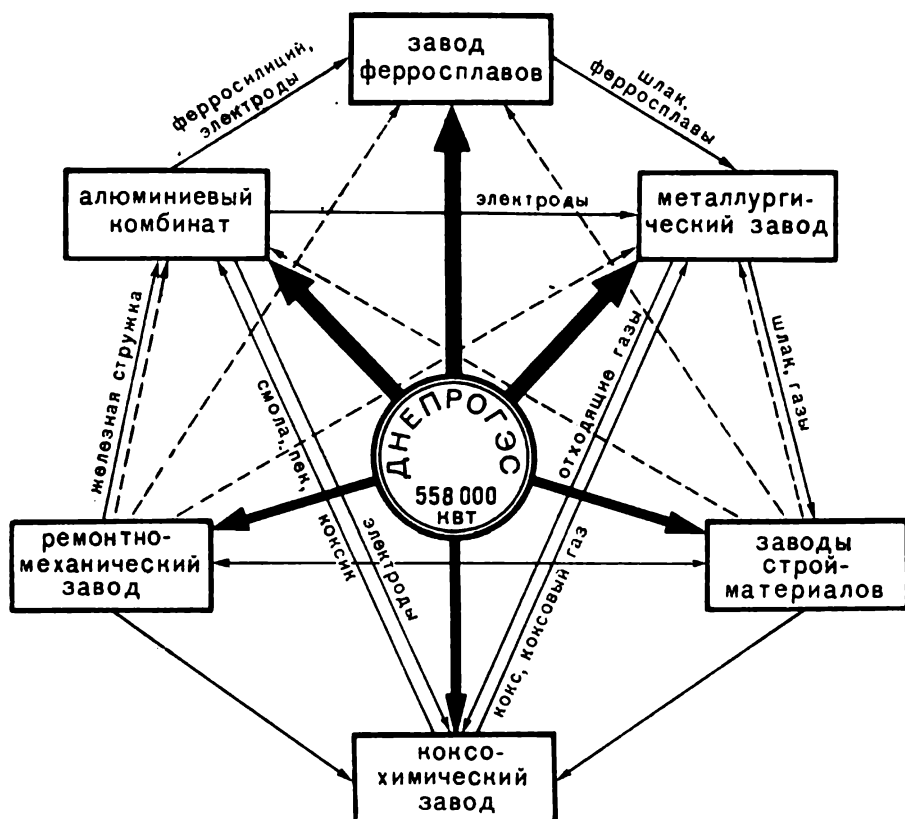 завод
ферросплавов
ферросилиций,
электроды
шлак,
ферросплавы
алюминиевый
комбинат
электроды
металлурги-
ческий завод
железная стружка
смола, пек,
коксик
электроды
ДНЕПРОГЭС
558 000
КВТ
отходящие газы
кокс, коксовый газ
шлак, газы
ремонтно-
механический
завод
заводы
строй-
материалов
коксо-
химический
завод